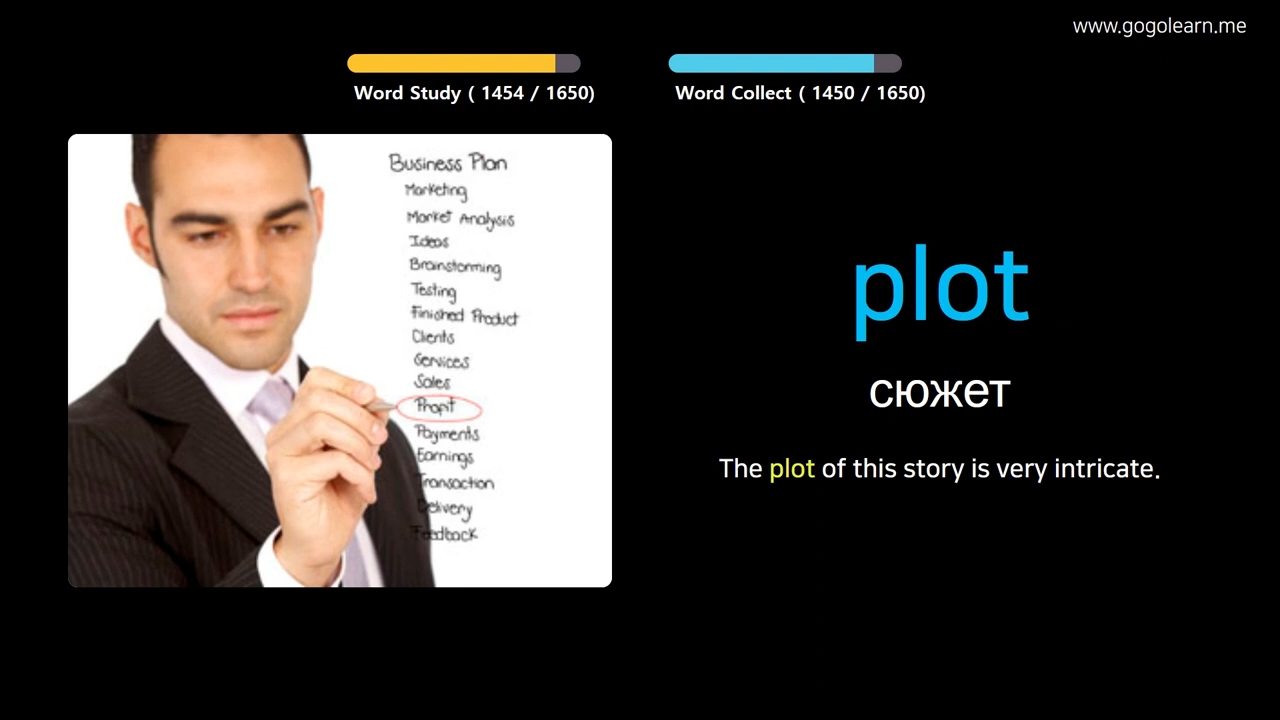 www.gogolearn.me
Word Study ( 1454 / 1650)
Word Collect ( 1450 / 1650)
Business Plan
Marketing
Market Analysis
Ideas
Brainstorming
Testing
Finished Product
Clients
Services
Sales
Profit
Payments
Earnings
Transaction
Delivery
Feedback
plot
сюжет
The plot of this story is very intricate.